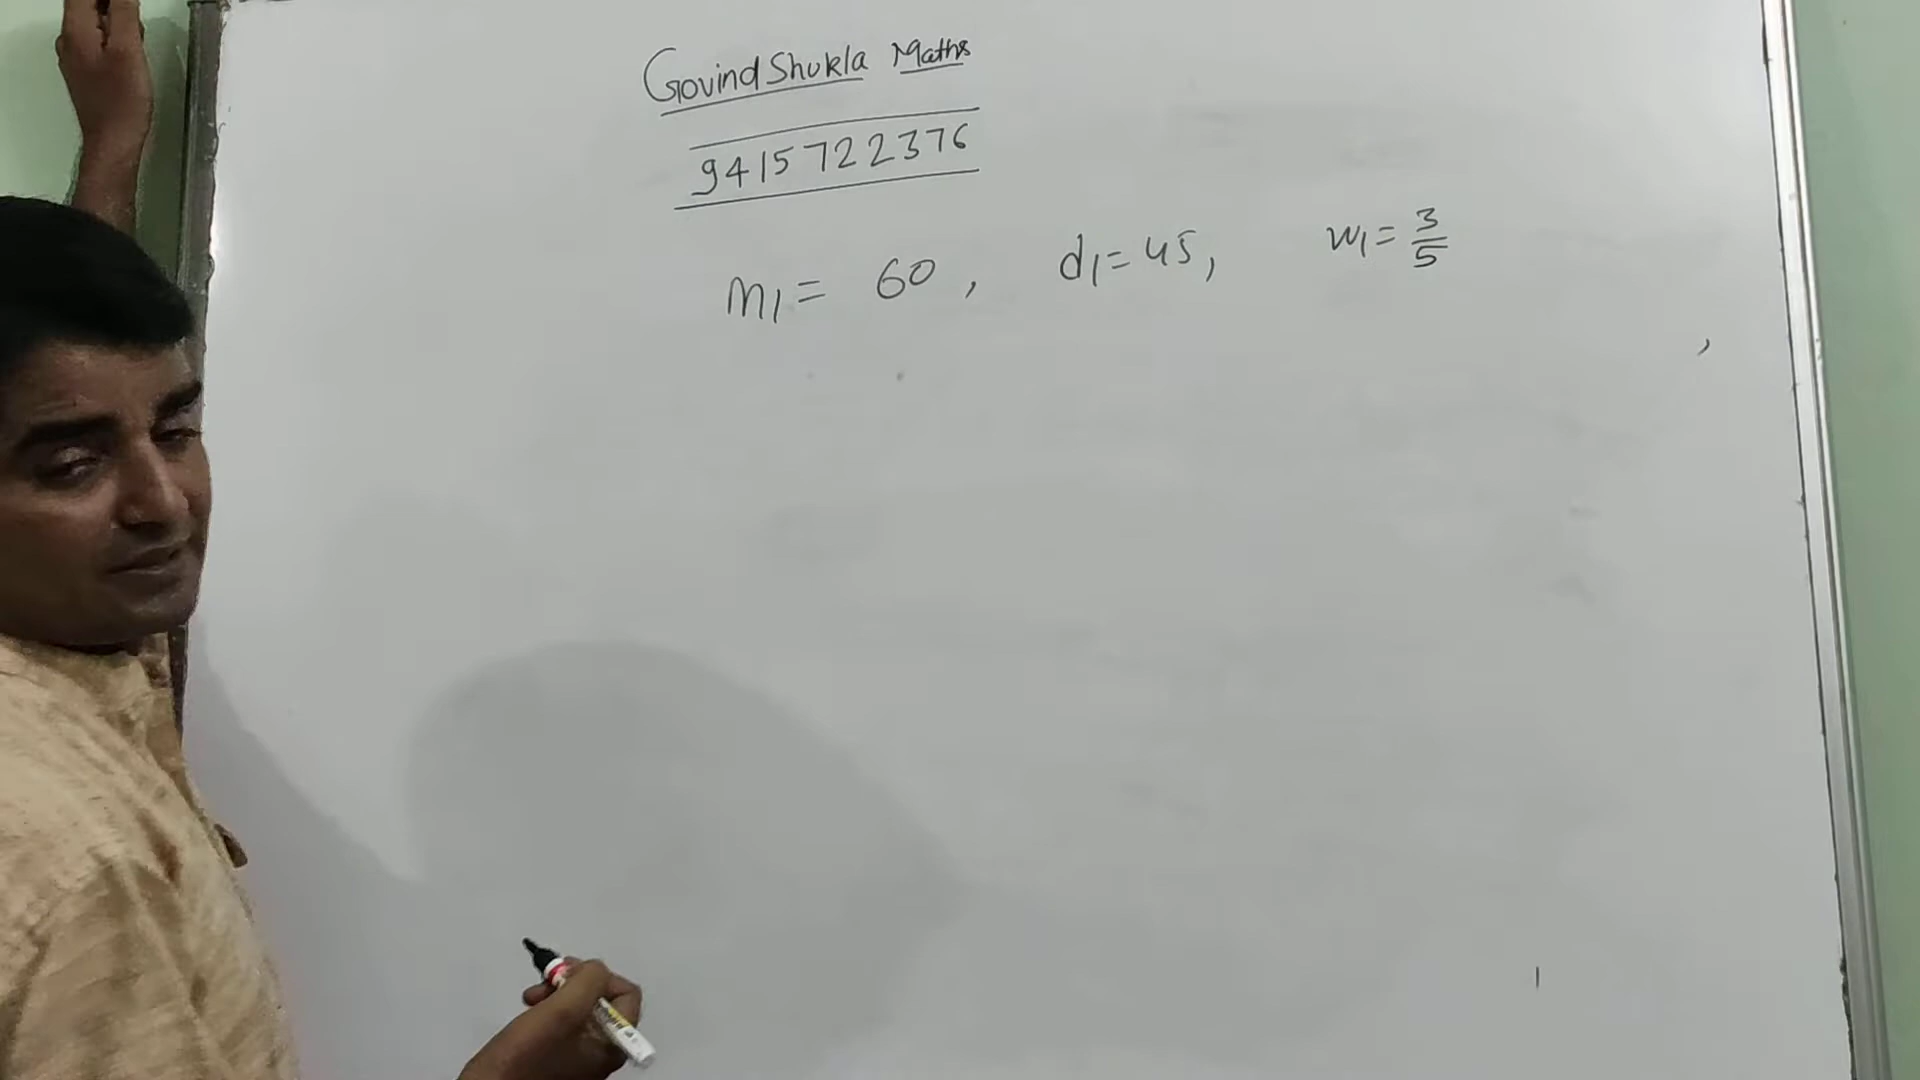 Govind Shukla Maths
9415722376
m1 = 60, d1 = 45, w1 = 3/5